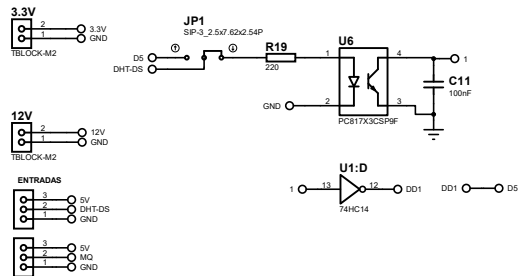 3.3V
2 3.3V
1 GND
TBLOCK-M2
12V
2 12V
1 GND
TBLOCK-M2
ENTRADAS
3 5V
2 DHT-DS
1 GND
3 5V
2 MQ
1 GND
JP1
SIP-3_2.5x7.62x2.54P
D5
DHT-DS
R19
220
U6
1 4
2 3
GND
PC817X3CSP9F
1
C11
100nF
U1:D
1 13 12 DD1
74HC14
DD1 D5